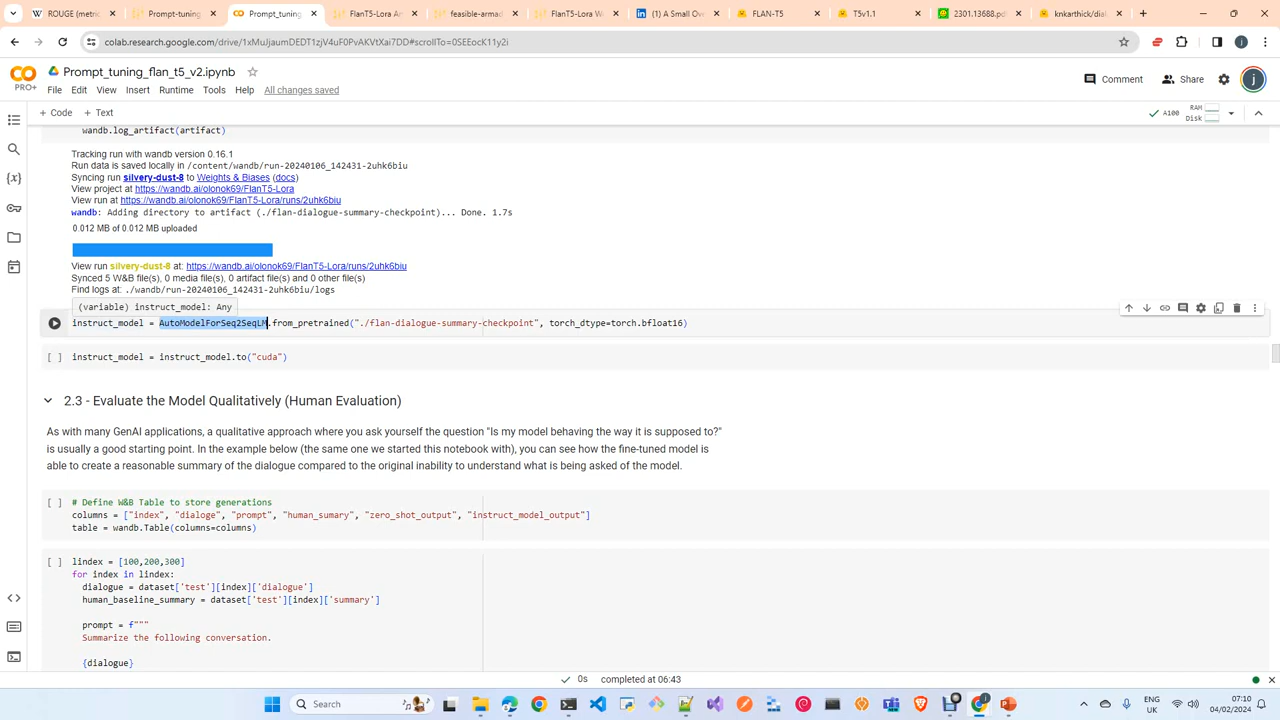 ROUGE (metric
Prompt_tuning
Prompt_tuning
FlanT5-Lora An
feasible-armad
FlanT5-Lora W
(1) A Small Ov
FLAN-T5
T5v1.1
2301.13688.pdf
knkarthick/dial
colab.research.google.com/drive/1xMuJjaumDEDT1zjV4uF0PvAKVtXai7DD#scrollTo=0SEEocK11y2i
Prompt_tuning_flan_t5_v2.ipynb
PRO+
File Edit View Insert Runtime Tools Help All changes saved
Comment
Share
j
+ Code + Text
A100
RAM
Disk
wandb.log_artifact(artifact)
Tracking run with wandb version 0.16.1
Run data is saved locally in /content/wandb/run-20240106_142431-2uhk6biu
Syncing run silvery-dust-8 to Weights & Biases (docs)
View project at https://wandb.ai/olonok69/FlanT5-Lora
View run at https://wandb.ai/olonok69/FlanT5-Lora/runs/2uhk6biu
wandb: Adding directory to artifact (./flan-dialogue-summary-checkpoint)... Done. 1.7s
0.012 MB of 0.012 MB uploaded
View run silvery-dust-8 at: https://wandb.ai/olonok69/FlanT5-Lora/runs/2uhk6biu
Synced 5 W&B file(s), 0 media file(s), 0 artifact file(s) and 0 other file(s)
Find logs at: ./wandb/run-20240106_142431-2uhk6biu/logs
(variable) instruct_model: Any
instruct_model = AutoModelForSeq2SeqLM.from_pretrained("./flan-dialogue-summary-checkpoint", torch_dtype=torch.bfloat16)
[ ] instruct_model = instruct_model.to("cuda")
2.3 - Evaluate the Model Qualitatively (Human Evaluation)
As with many GenAI applications, a qualitative approach where you ask yourself the question "Is my model behaving the way it is supposed to?"
is usually a good starting point. In the example below (the same one we started this notebook with), you can see how the fine-tuned model is
able to create a reasonable summary of the dialogue compared to the original inability to understand what is being asked of the model.
[ ] # Define W&B Table to store generations
columns = ["index", "dialoge", "prompt", "human_sumary", "zero_shot_output", "instruct_model_output"]
table = wandb.Table(columns=columns)
[ ] lindex = [100,200,300]
for index in lindex:
dialogue = dataset['test'][index]['dialogue']
human_baseline_summary = dataset['test'][index]['summary']
prompt = f"""
Summarize the following conversation.
{dialogue}
0s completed at 06:43
Search
ENG
UK
07:10
04/02/2024